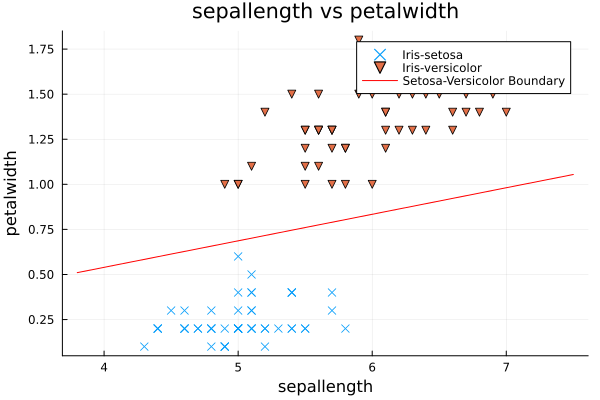 sepallength vs petalwidth
Iris-setosa
Iris-versicolor
Setosa-Versicolor Boundary
petalwidth
1.75
1.50
1.25
1.00
0.75
0.50
0.25
4 5 6 7
sepallength